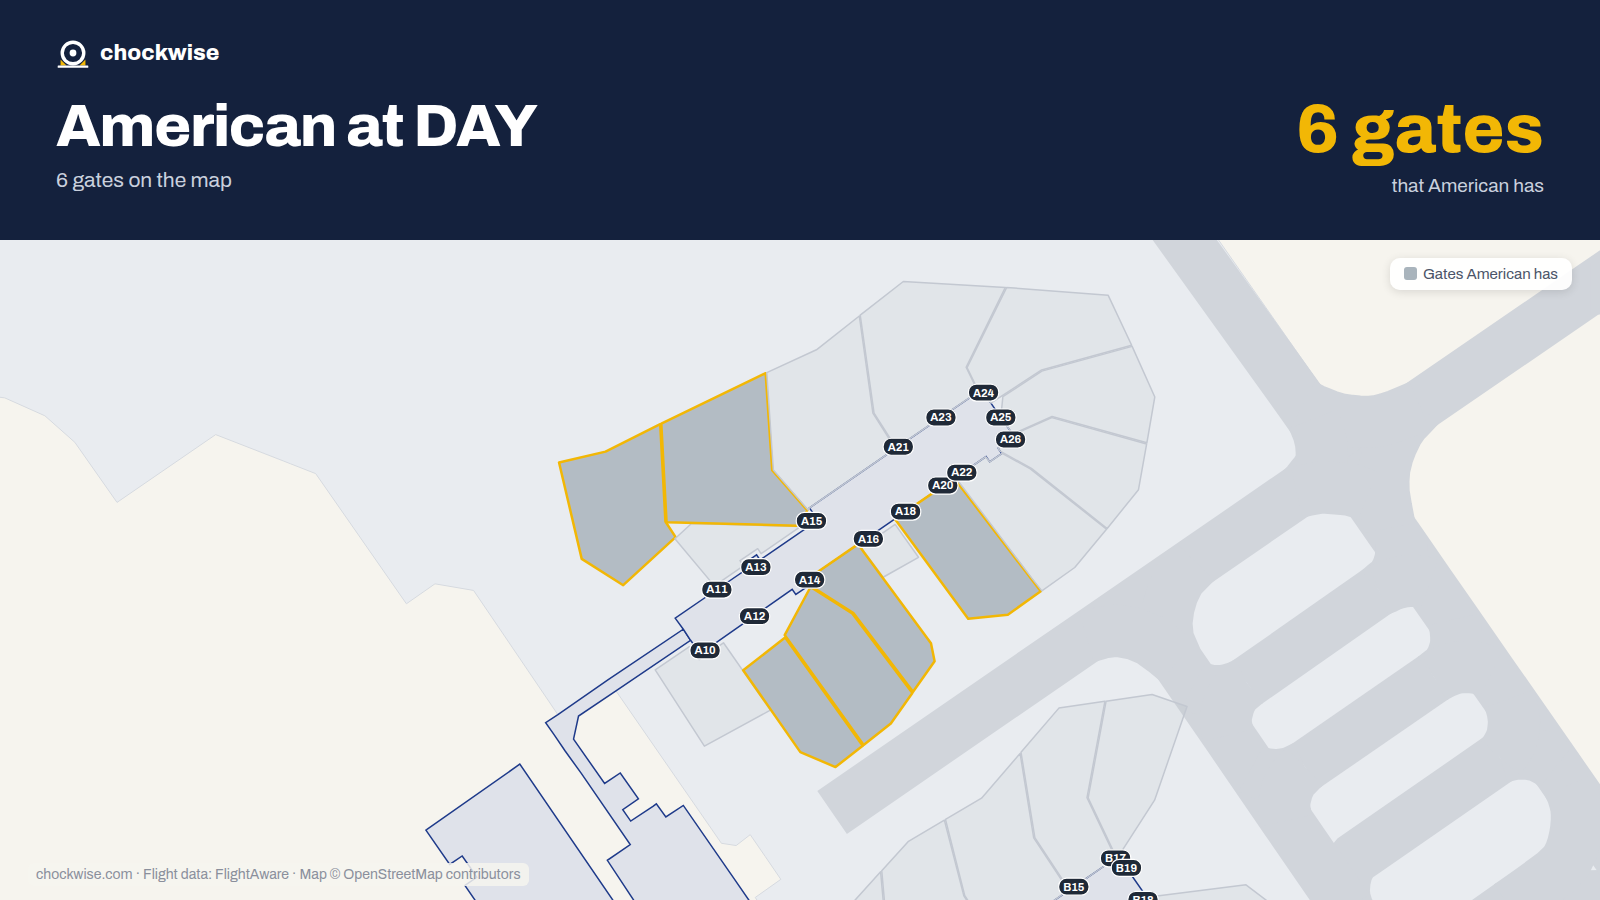 chockwise
American at DAY
6 gates on the map
6 gates
that American has
Gates American has
A24
A23
A25
A26
A21
A22
A20
A18
A15
A16
A13
A14
A11
A12
A10
B17
B19
B15
B18
chockwise.com · Flight data: FlightAware · Map © OpenStreetMap contributors